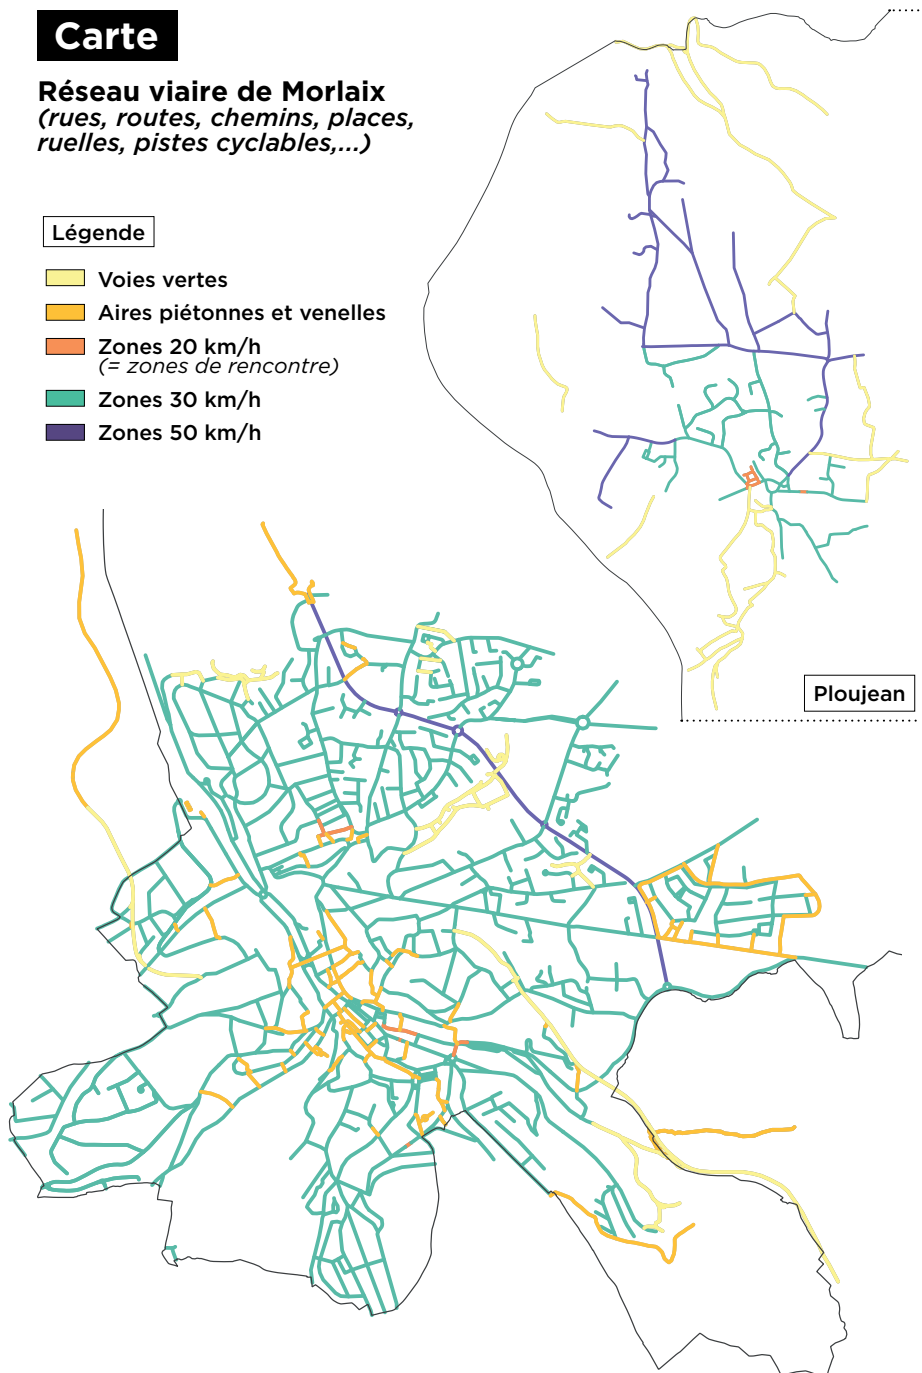 Carte
Réseau viaire de Morlaix
(rues, routes, chemins, places,
ruelles, pistes cyclables,...)
Légende
Voies vertes
Aires piétonnes et venelles
Zones 20 km/h
(= zones de rencontre)
Zones 30 km/h
Zones 50 km/h
Ploujean